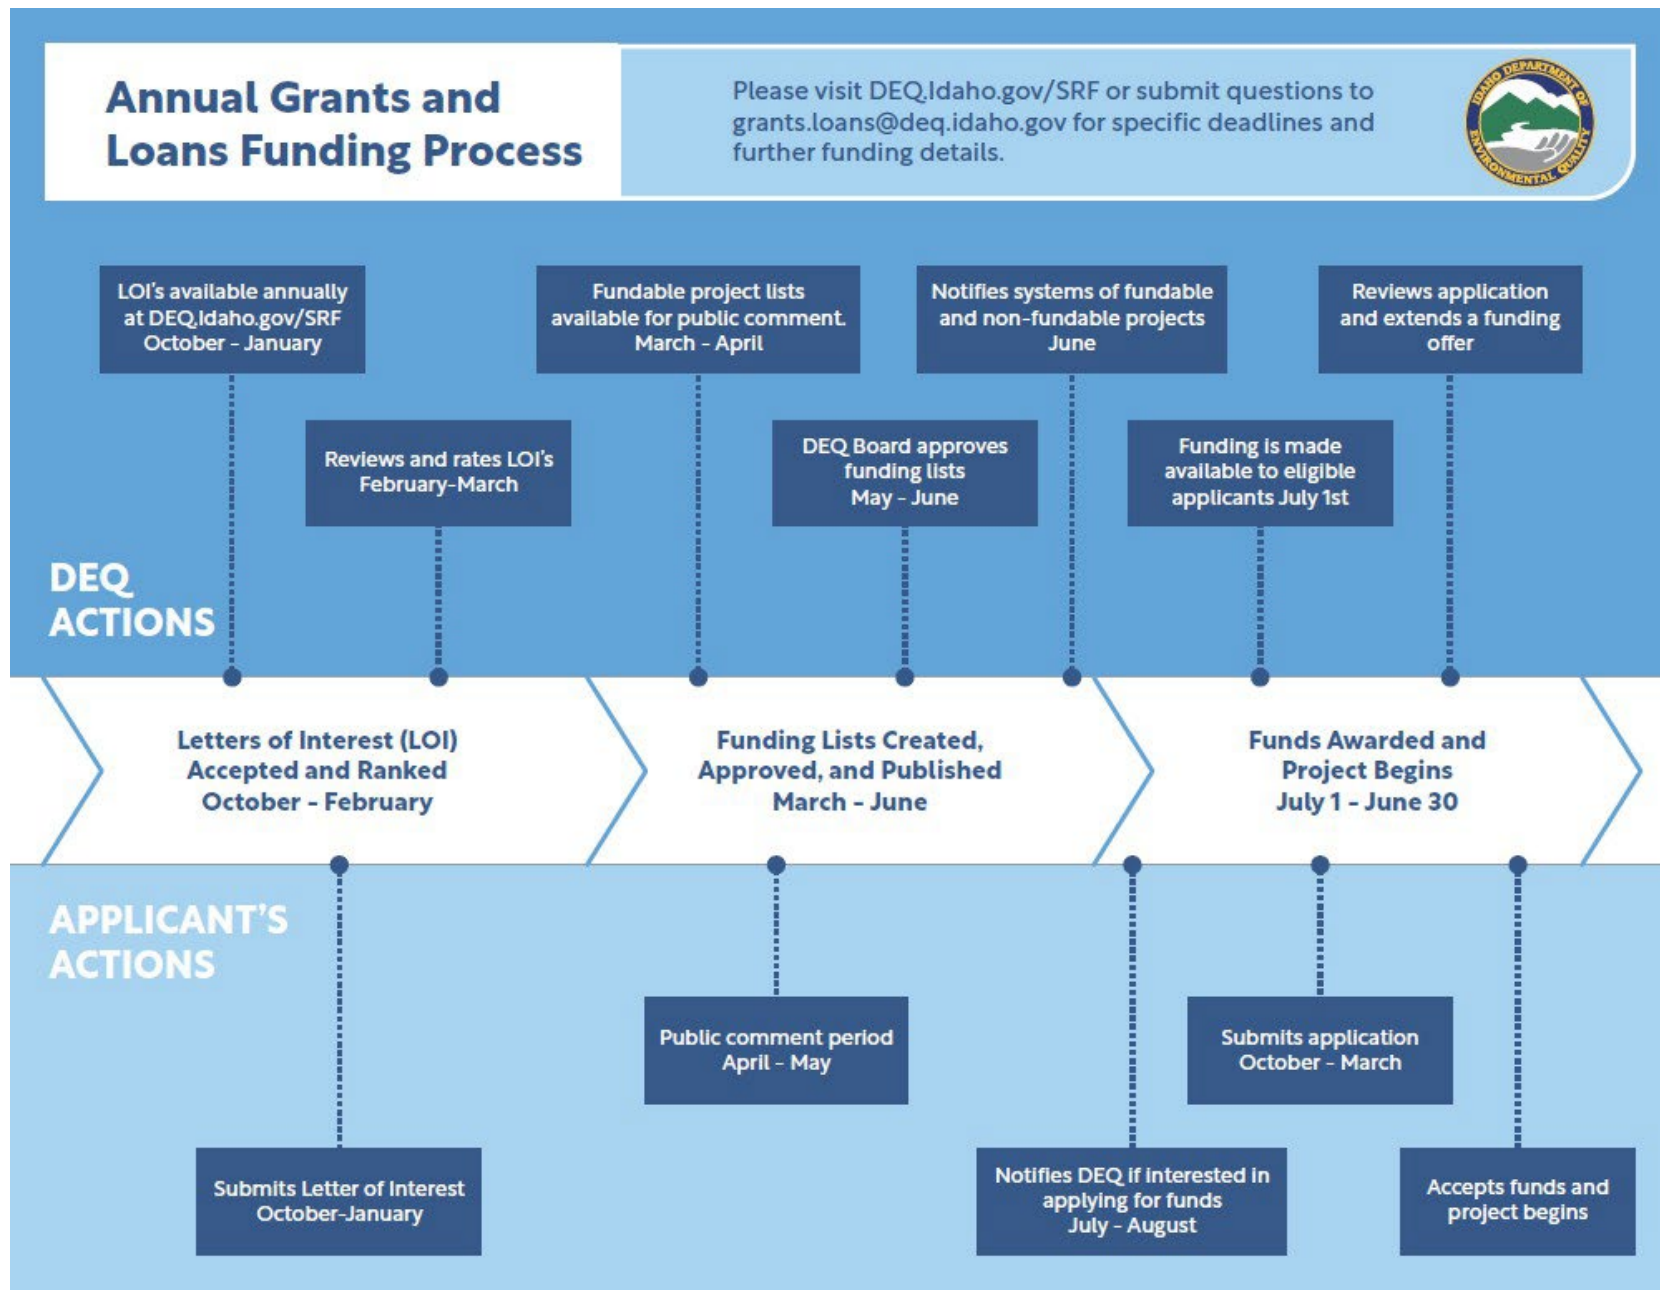 Annual Grants and
Loans Funding Process
Please visit DEQ.Idaho.gov/SRF or submit questions to
grants.loans@deq.idaho.gov for specific deadlines and
further funding details.
IDAHO DEPARTMENT OF
ENVIRONMENTAL QUALITY
LOI's available annually
at DEQ.Idaho.gov/SRF
October - January
Fundable project lists
available for public comment.
March - April
Notifies systems of fundable
and non-fundable projects
June
Reviews application
and extends a funding
offer
Reviews and rates LOI's
February-March
DEQ Board approves
funding lists
May - June
Funding is made
available to eligible
applicants July 1st
DEQ
ACTIONS
Letters of Interest (LOI)
Accepted and Ranked
October - February
Funding Lists Created,
Approved, and Published
March - June
Funds Awarded and
Project Begins
July 1 - June 30
APPLICANT'S
ACTIONS
Public comment period
April - May
Submits application
October - March
Submits Letter of Interest
October-January
Notifies DEQ if interested in
applying for funds
July - August
Accepts funds and
project begins